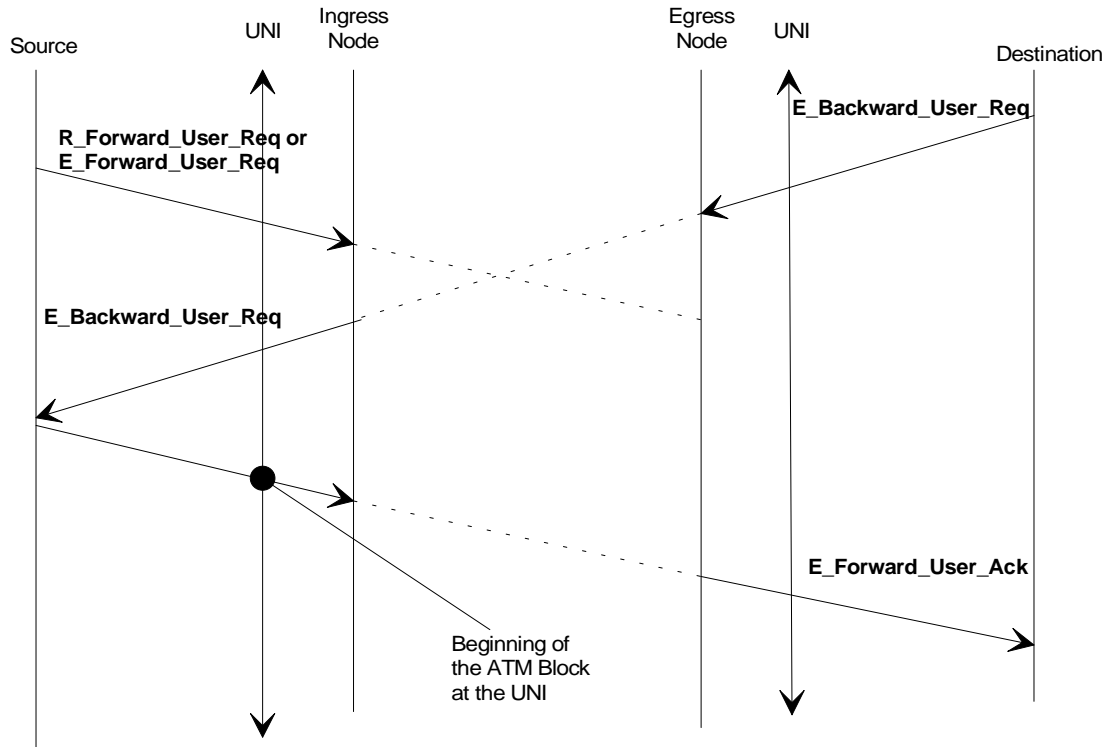 Source
UNI
Ingress
Node
Egress
Node
UNI
Destination
E_Backward_User_Req
R_Forward_User_Req or
E_Forward_User_Req
E_Backward_User_Req
E_Forward_User_Ack
Beginning of
the ATM Block
at the UNI